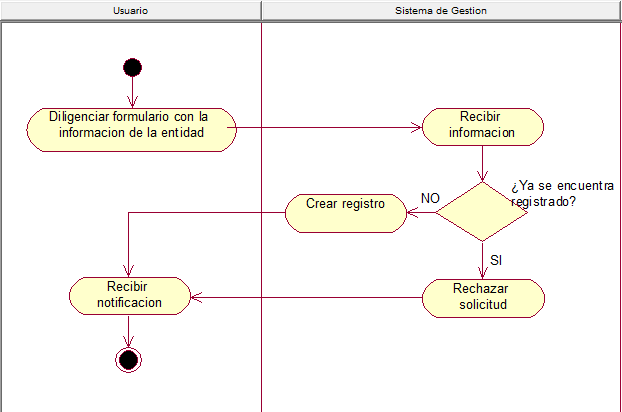 Usuario
Sistema de Gestion
Diligenciar formulario con la
informacion de la entidad
Recibir
informacion
¿Ya se encuentra
registrado?
NO
Crear registro
SI
Recibir
notificacion
Rechazar
solicitud